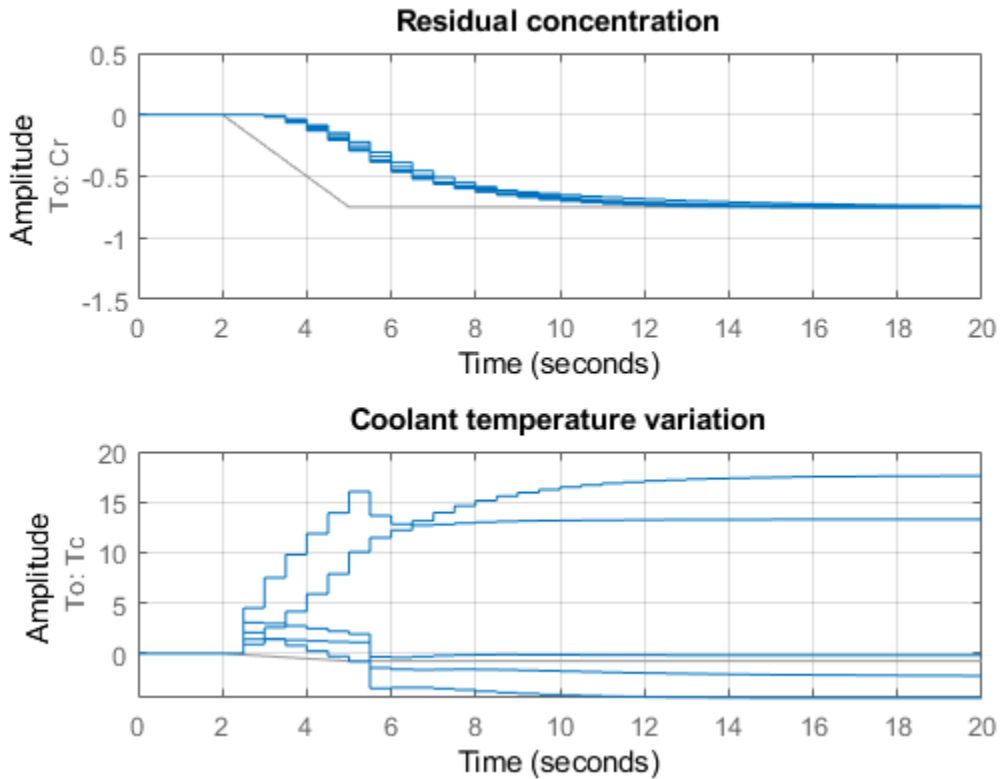 Residual concentration
Amplitude
To: Cr
0.5
0
-0.5
-1
-1.5
0 2 4 6 8 10 12 14 16 18 20
Time (seconds)
Coolant temperature variation
Amplitude
To: Tc
20
15
10
5
0
0 2 4 6 8 10 12 14 16 18 20
Time (seconds)